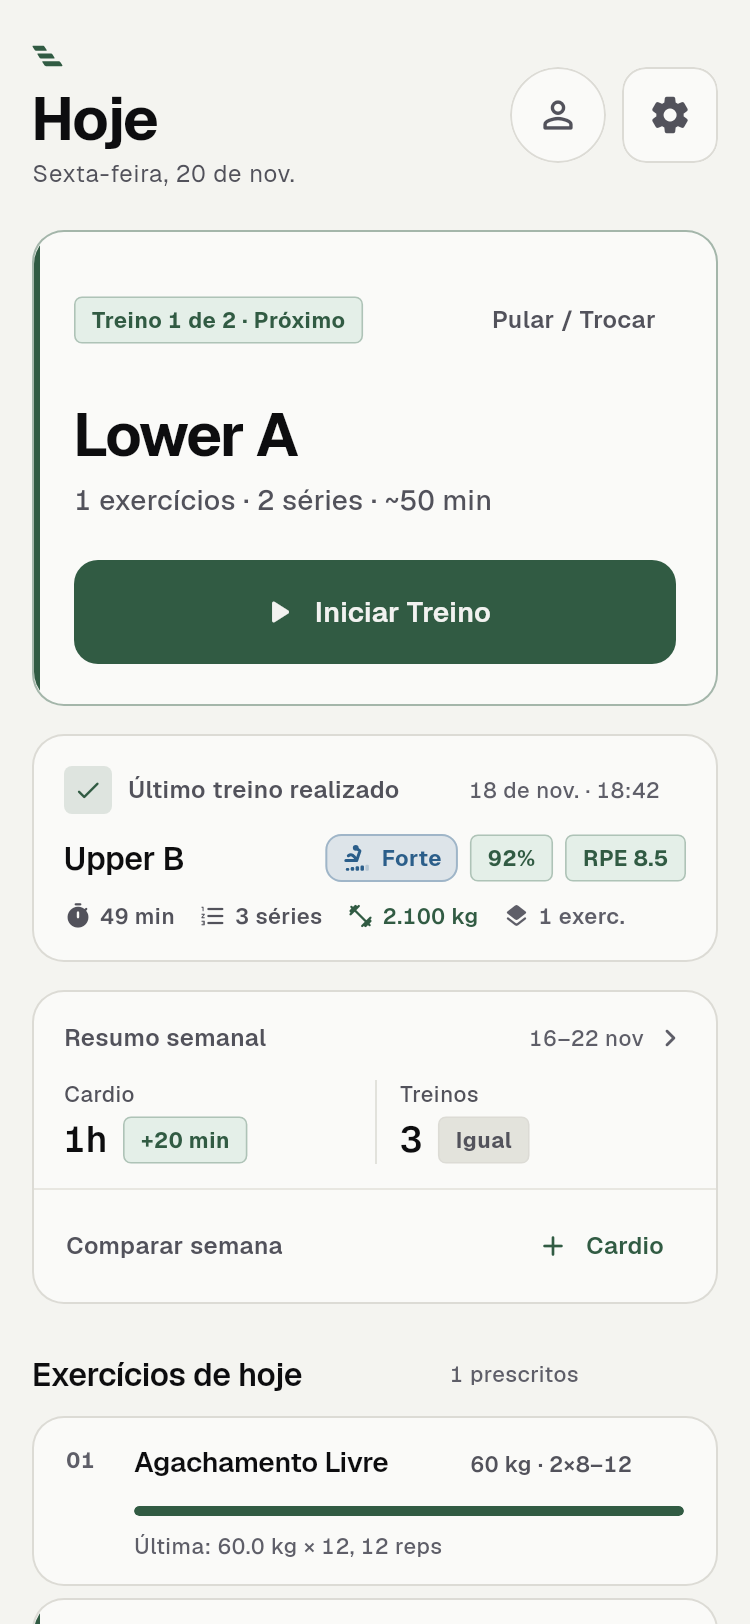 Hoje
Sexta-feira, 20 de nov.
Treino 1 de 2 · Próximo
Pular / Trocar
Lower A
1 exercícios · 2 séries · ~50 min
Iniciar Treino
Último treino realizado
18 de nov. · 18:42
Upper B
Forte
92%
RPE 8.5
49 min
3 séries
2.100 kg
1 exerc.
Resumo semanal
16–22 nov
Cardio
1h
+20 min
Treinos
3
Igual
Comparar semana
+ Cardio
Exercícios de hoje
1 prescritos
01
Agachamento Livre
60 kg · 2×8–12
Última: 60.0 kg × 12, 12 reps